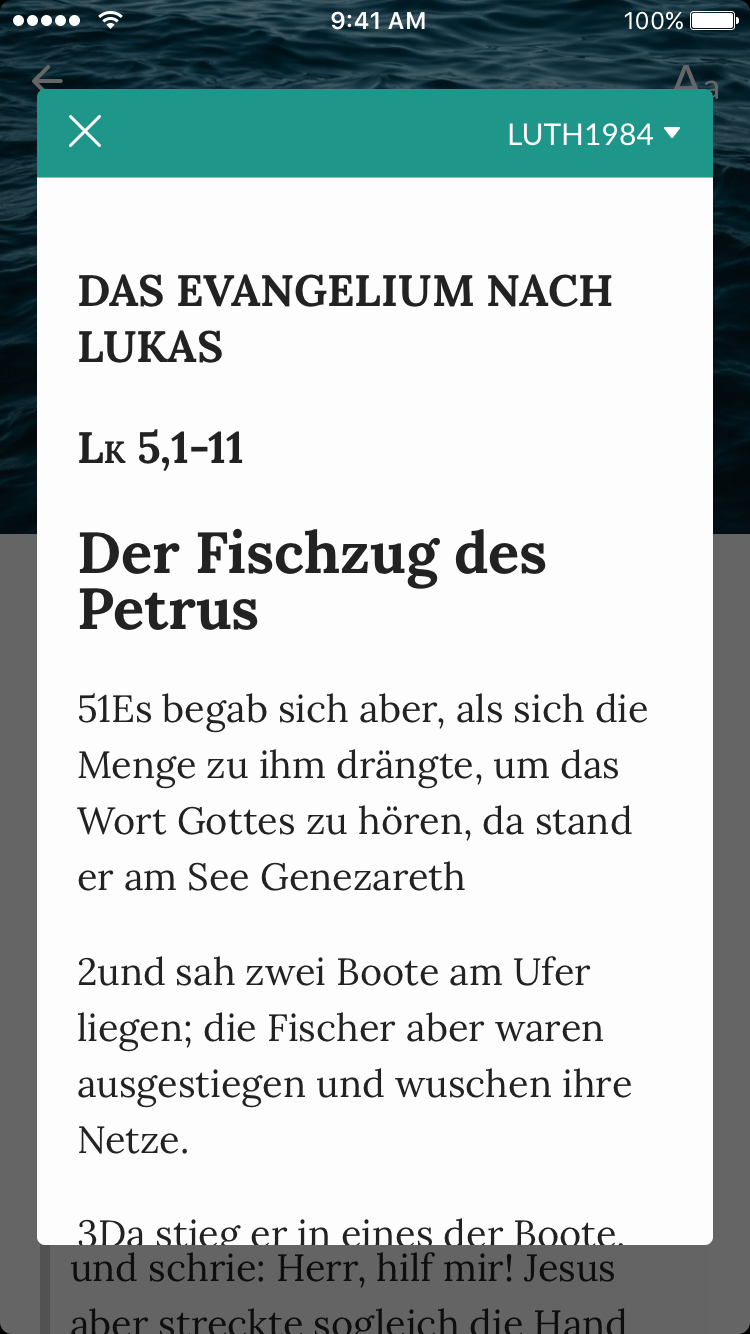 9:41 AM
100%
Aa
LUTH1984
DAS EVANGELIUM NACH
LUKAS
Lk 5,1-11
Der Fischzug des
Petrus
51Es begab sich aber, als sich die
Menge zu ihm drängte, um das
Wort Gottes zu hören, da stand
er am See Genezareth
2und sah zwei Boote am Ufer
liegen; die Fischer aber waren
ausgestiegen und wuschen ihre
Netze.
3Da stieg er in eines der Boote,
und schrie: Herr, hilf mir! Jesus
aber streckte sogleich die Hand